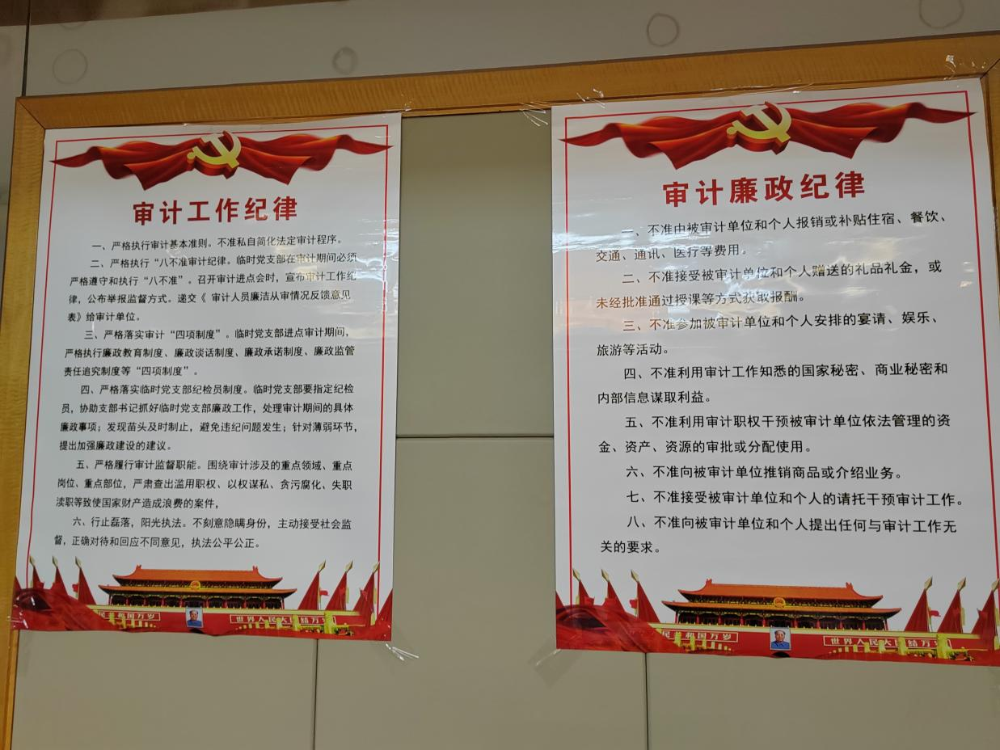 审计工作纪律
一、严格执行审计基本准则。不准私自简化法定审计程序。
二、严格执行“八不准审计纪律。临时党支部在审计期间必须
严格遵守和执行“八不准”。召开审计进点会时，宣布审计工作纪
律，公布举报监督方式。递交《 审计人员廉洁从审情况反馈意见
表》给审计单位。
三、严格落实审计“四项制度”。临时党支部进点审计期间，
严格执行廉政教育制度、廉政谈话制度、廉政承诺制度、廉政监管
责任追究制度等“四项制度”。
四、严格落实临时党支部纪检员制度。临时党支部要指定纪检
员，协助支部书记抓好临时党支部廉政工作，处理审计期间的具体
廉政事项；发现苗头及时制止，避免违纪问题发生；针对薄弱环节，
提出加强廉政建设的建议。
五、严格履行审计监督职能。围绕审计涉及的重点领域、重点
岗位、重点部位，严肃查出滥用职权、以权谋私、贪污腐化、失职
渎职等致使国家财产造成浪费的案件，
六、行止磊落，阳光执法。不刻意隐瞒身份，主动接受社会监
督，正确对待和回应不同意见，执法公平公正。
民共和国万岁
世界人民大团结万岁
审计廉政纪律
一、不准由被审计单位和个人报销或补贴住宿、餐饮、
交通、通讯、医疗等费用。
二、不准接受被审计单位和个人赠送的礼品礼金，或
未经批准通过授课等方式获取报酬。
三、不准参加被审计单位和个人安排的宴请、娱乐、
旅游等活动。
四、不准利用审计工作知悉的国家秘密、商业秘密和
内部信息谋取利益。
五、不准利用审计职权干预被审计单位依法管理的资
金、资产、资源的审批或分配使用。
六、不准向被审计单位推销商品或介绍业务。
七、不准接受被审计单位和个人的请托干预审计工作。
八、不准向被审计单位和个人提出任何与审计工作无
关的要求。
民共和国万岁
世界人民大团结万岁